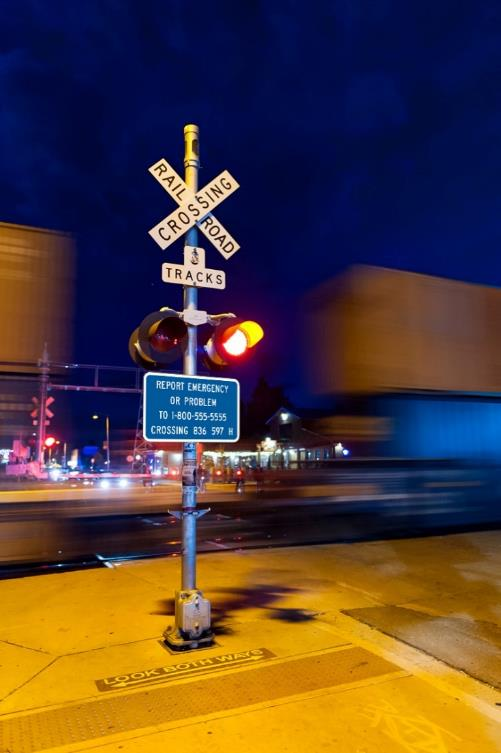 RAIL ROAD
CROSSING
TRACKS
REPORT EMERGENCY
OR PROBLEM
TO 1-800-555-5555
CROSSING 836 597 H
LOOK BOTH WAYS